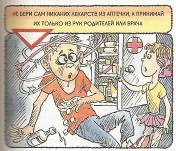 НЕ БЕРИ САМ НИКАКИХ ЛЕКАРСТВ ИЗ АПТЕЧКИ, А ПРИНИМАЙ
ИХ ТОЛЬКО ИЗ РУК РОДИТЕЛЕЙ ИЛИ ВРАЧА.